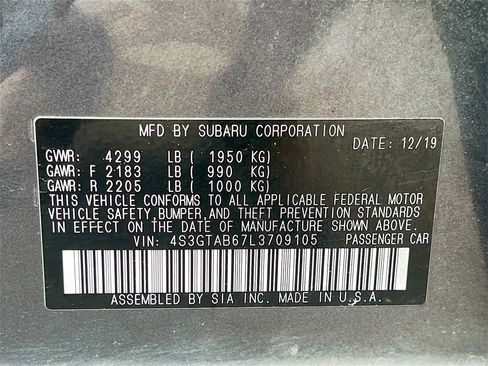 MFD BY SUBARU CORPORATION
DATE: 12/19
GVWR: 4299 LB ( 1950 KG)
GAWR: F 2183 LB ( 990 KG)
GAWR: R 2205 LB ( 1000 KG)
THIS VEHICLE CONFORMS TO ALL APPLICABLE FEDERAL MOTOR
VEHICLE SAFETY, BUMPER, AND THEFT PREVENTION STANDARDS
IN EFFECT ON THE DATE OF MANUFACTURE SHOWN ABOVE.
VIN: 4S3GTAB67L3709105 PASSENGER CAR
ASSEMBLED BY SIA INC. MADE IN U.S.A.